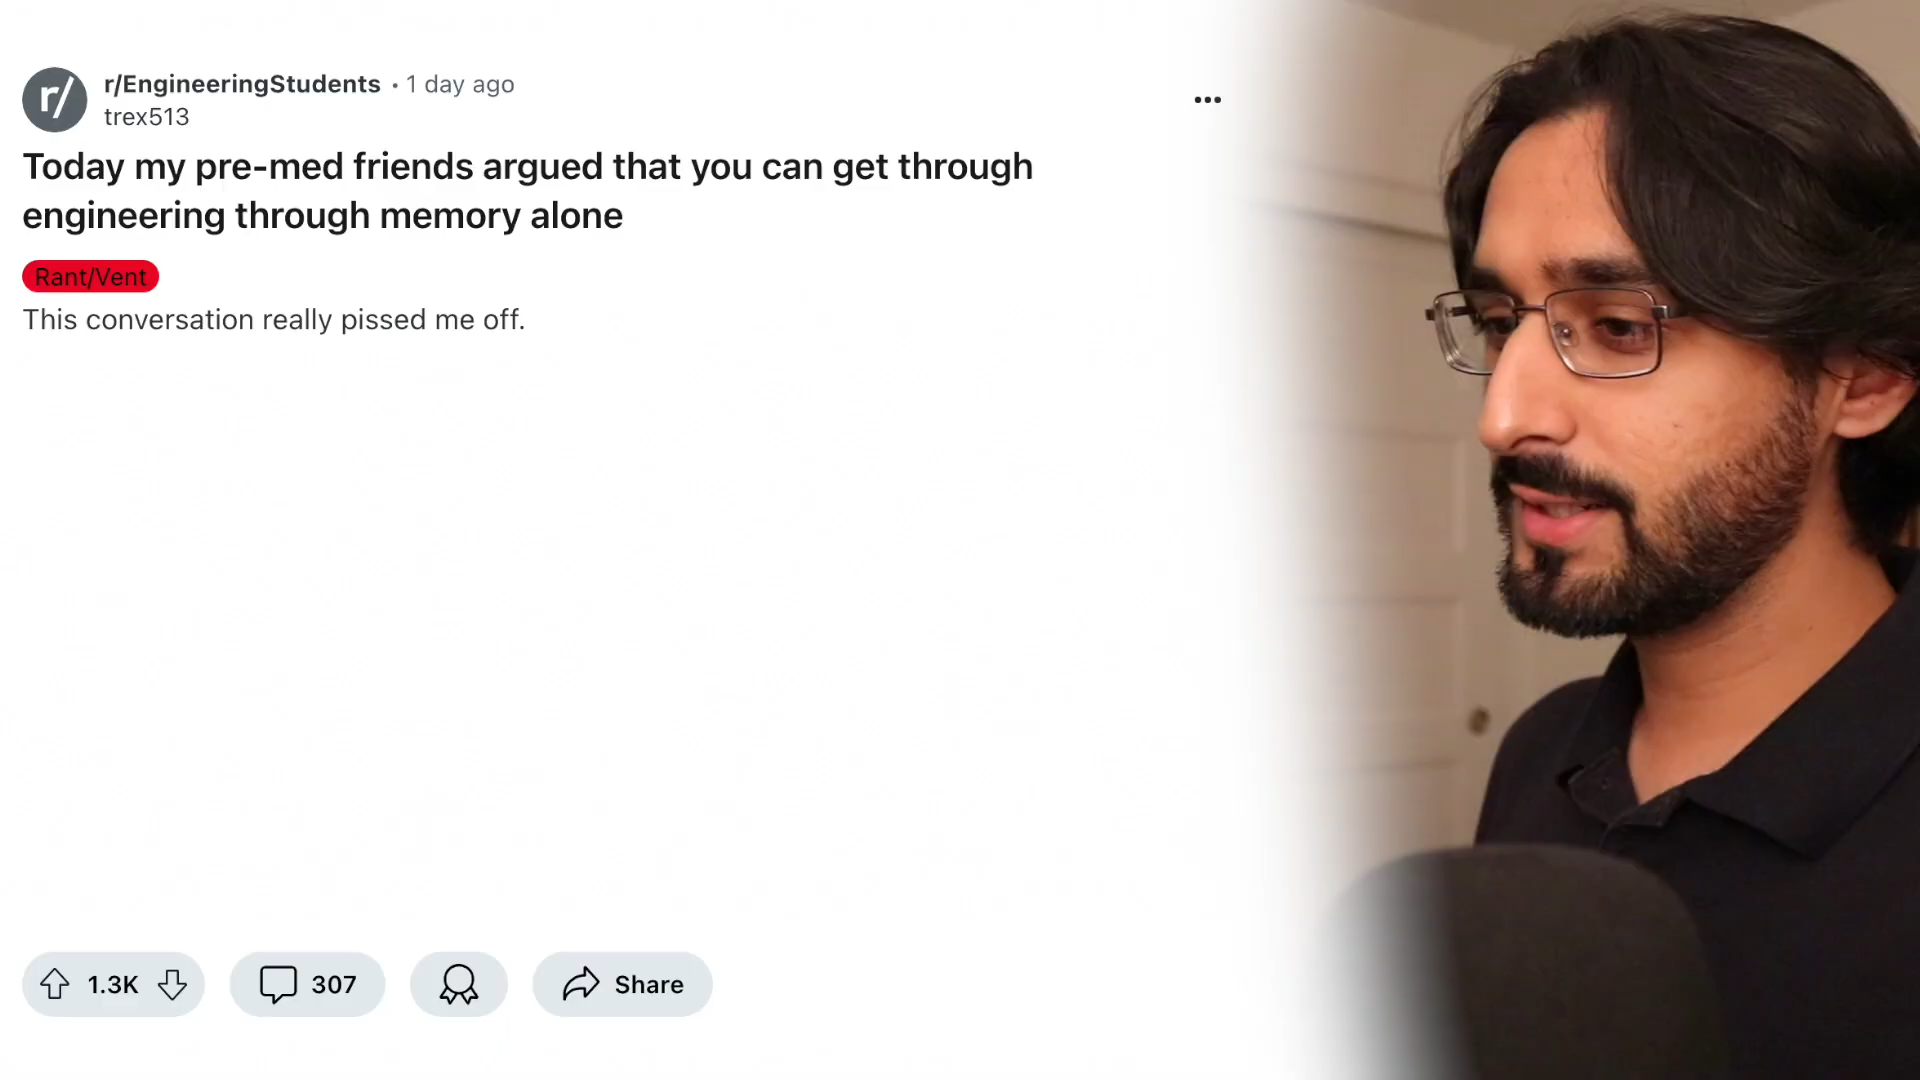 r/
r/EngineeringStudents • 1 day ago
trex513
Today my pre-med friends argued that you can get through
engineering through memory alone
Rant/Vent
This conversation really pissed me off.
1.3K
307
Share